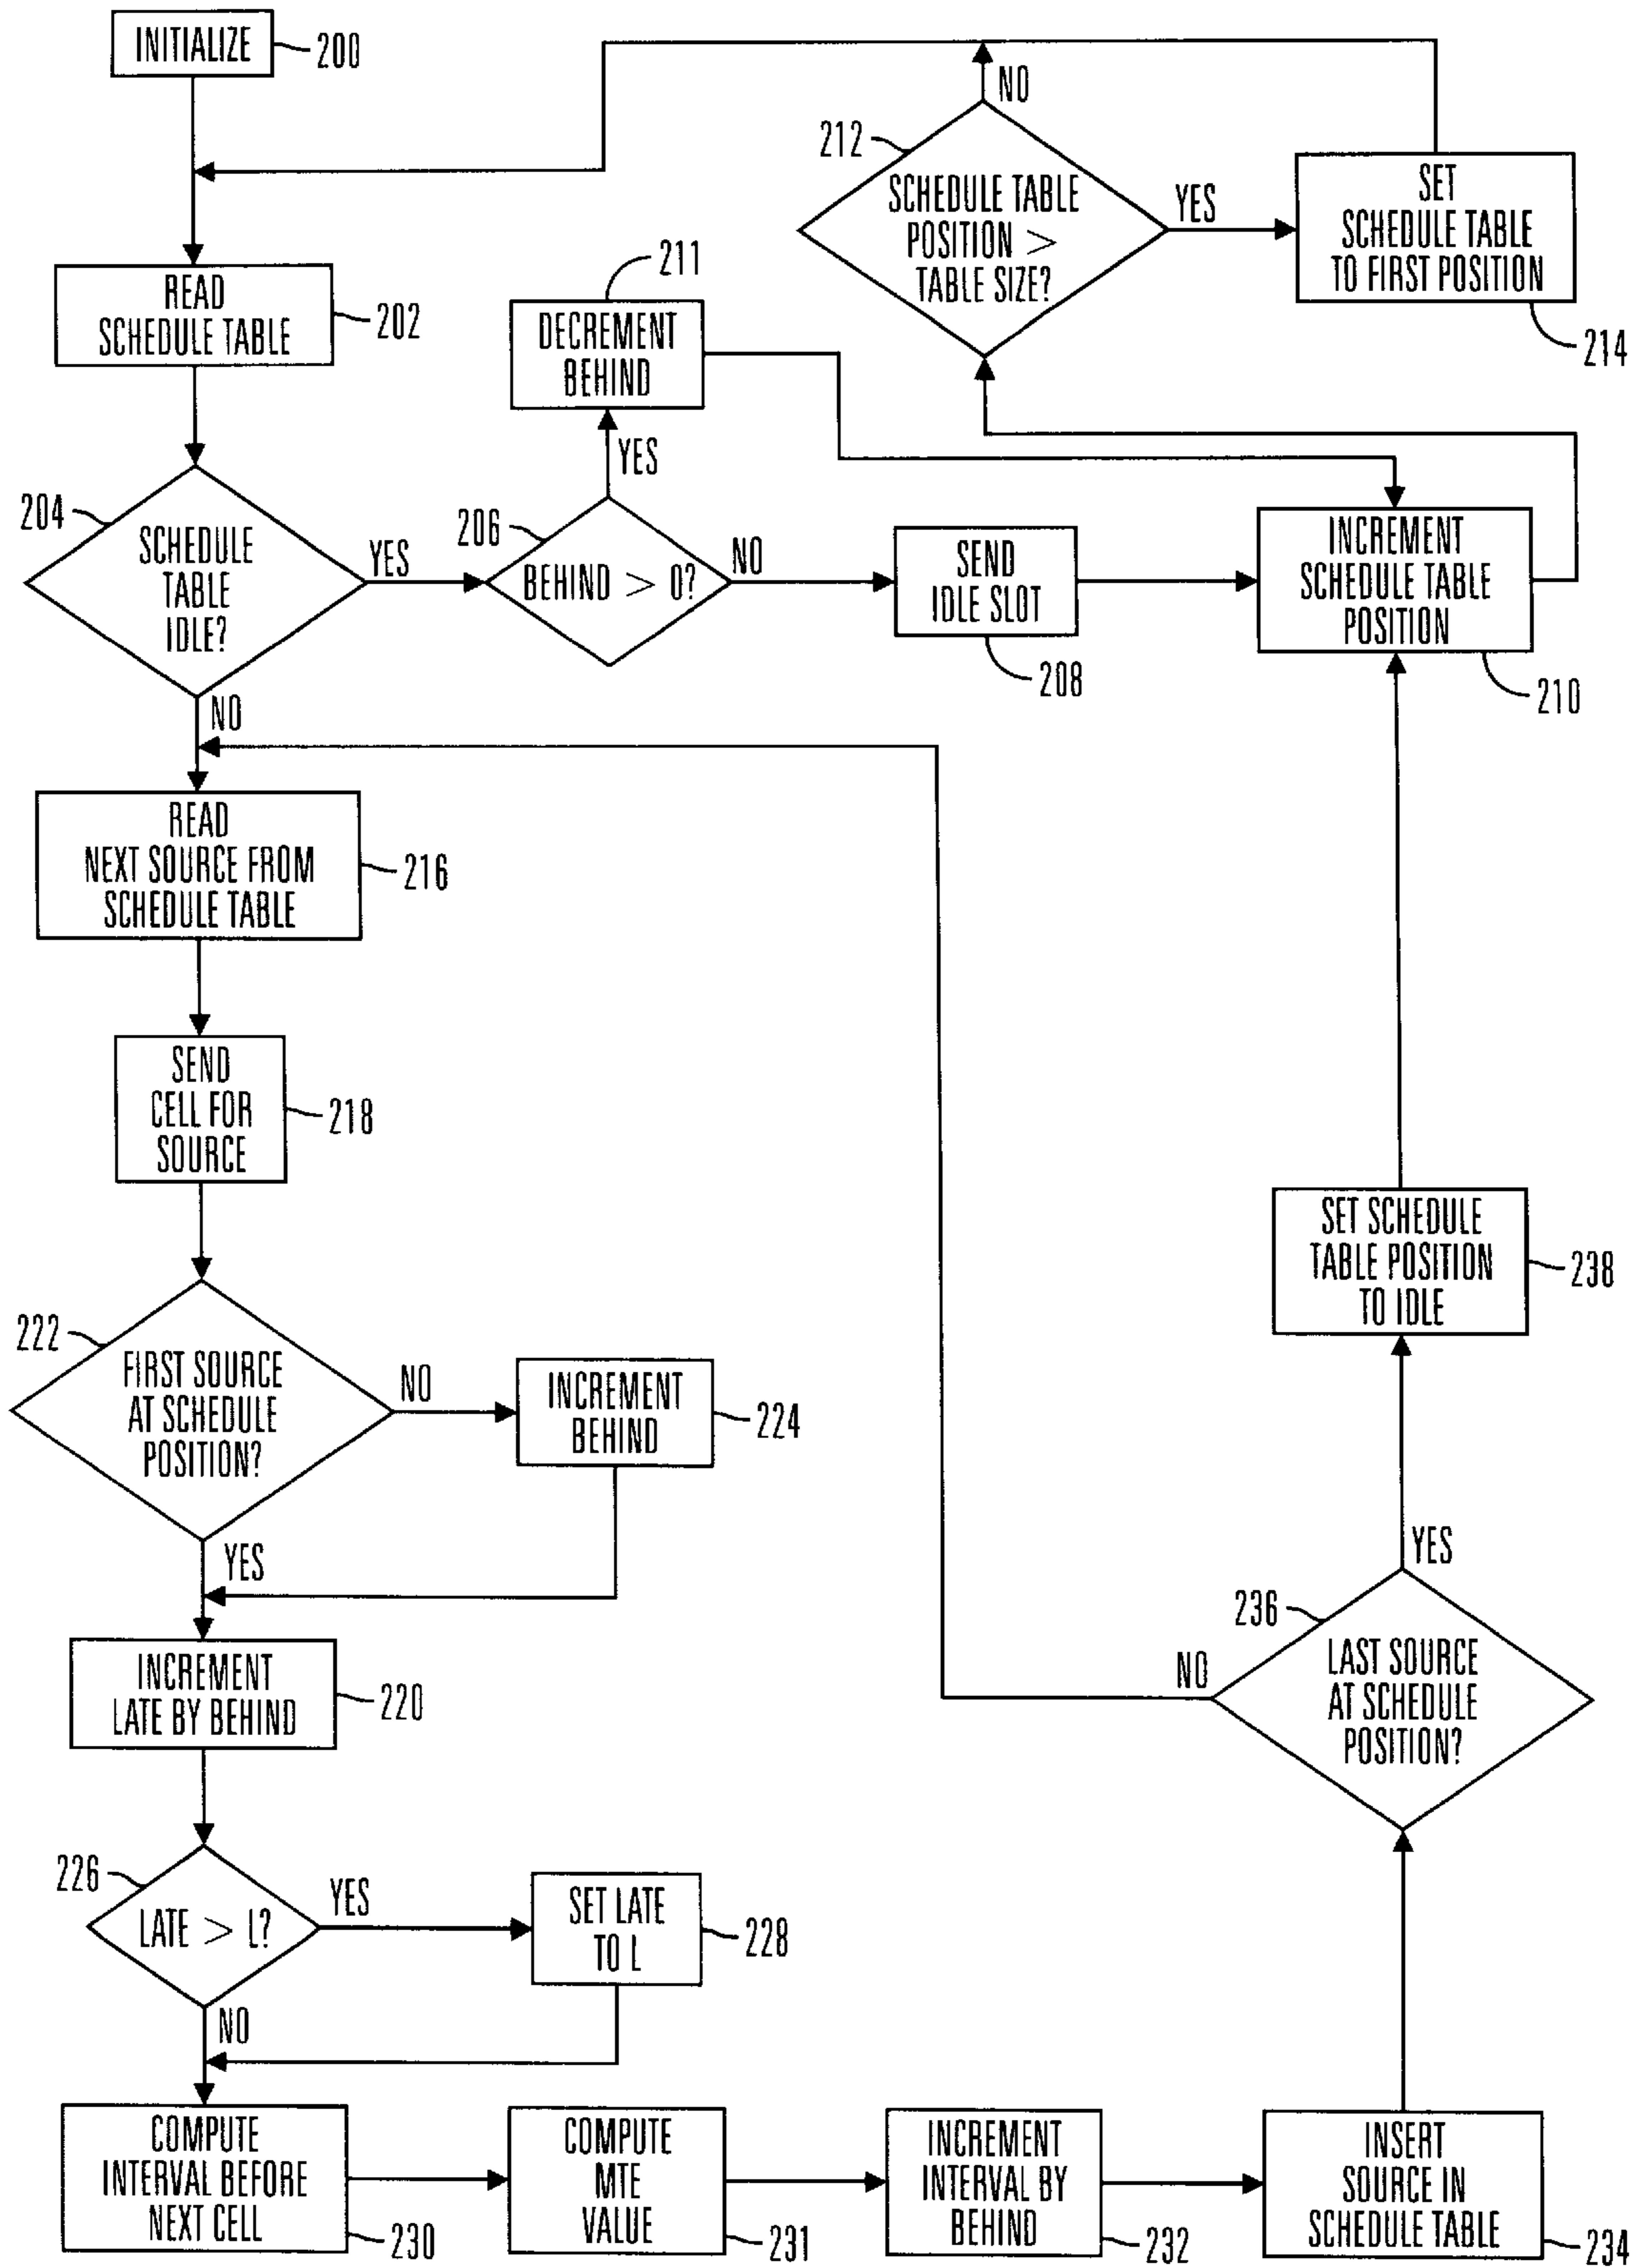 INITIALIZE
200
NO
212
SCHEDULE TABLE
POSITION >
TABLE SIZE?
YES
SET
SCHEDULE TABLE
TO FIRST POSITION
214
READ
SCHEDULE TABLE
202
211
DECREMENT
BEHIND
YES
204
SCHEDULE
TABLE
IDLE?
YES
206
BEHIND > 0?
NO
SEND
IDLE SLOT
208
INCREMENT
SCHEDULE TABLE
POSITION
210
NO
READ
NEXT SOURCE FROM
SCHEDULE TABLE
216
SEND
CELL FOR
SOURCE
218
SET SCHEDULE
TABLE POSITION
TO IDLE
238
222
FIRST SOURCE
AT SCHEDULE
POSITION?
NO
INCREMENT
BEHIND
224
YES
YES
236
LAST SOURCE
AT SCHEDULE
POSITION?
NO
INCREMENT
LATE BY BEHIND
220
226
LATE > L?
YES
SET LATE
TO L
228
NO
COMPUTE
INTERVAL BEFORE
NEXT CELL
230
COMPUTE
MTE
VALUE
231
INCREMENT
INTERVAL BY
BEHIND
232
INSERT
SOURCE IN
SCHEDULE TABLE
234